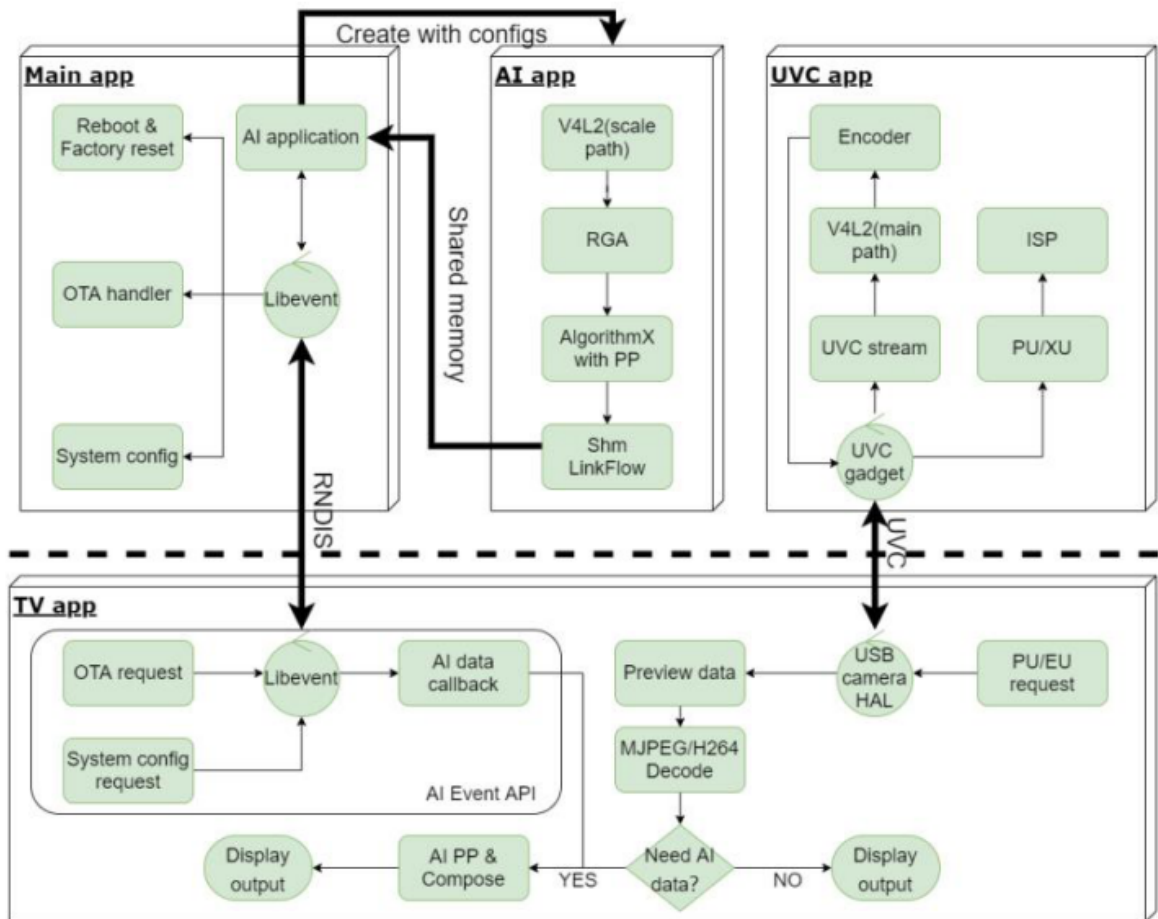 Create with configs
Main app
Reboot &
Factory reset
AI application
OTA handler
Libevent
System config
RNDIS
Shared memory
AI app
V4L2(scale
path)
RGA
AlgorithmX
with PP
Shm
LinkFlow
UVC app
Encoder
V4L2(main
path)
ISP
UVC stream
PU/XU
UVC
gadget
UVC
TV app
OTA request
Libevent
AI data
callback
System config
request
AI Event API
Preview data
USB
camera
HAL
PU/EU
request
MJPEG/H264
Decode
Display
output
AI PP &
Compose
YES
Need AI
data?
NO
Display
output